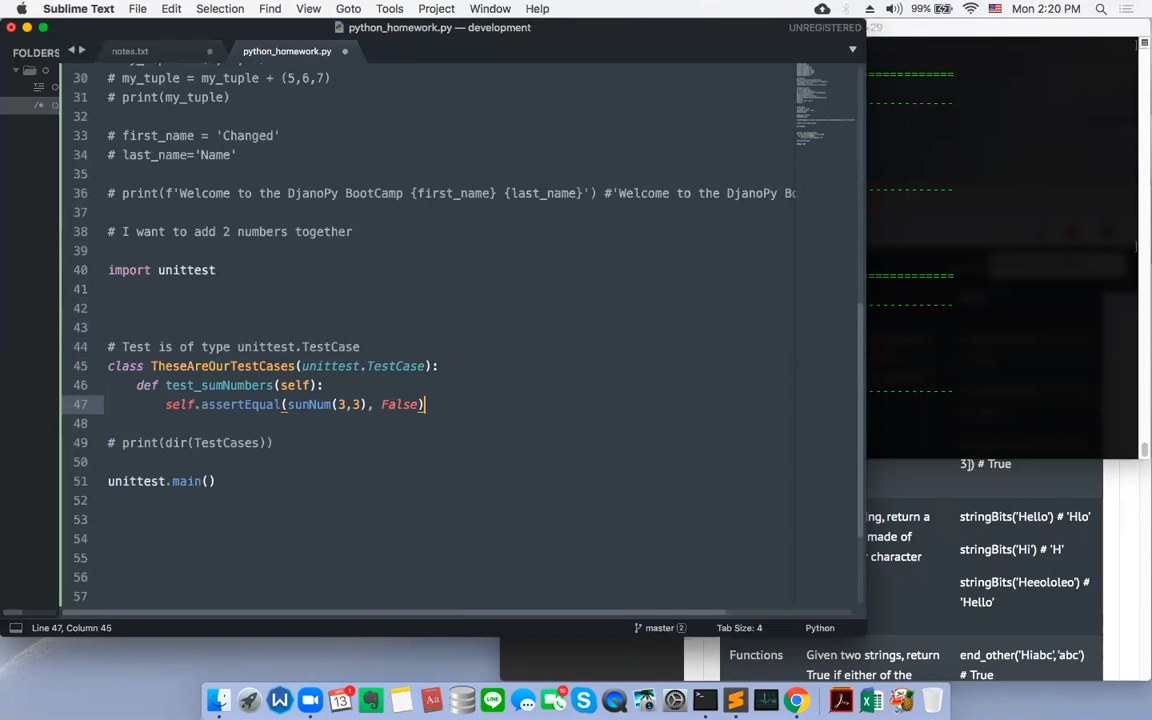 Sublime Text File Edit Selection Find View Goto Tools Project Window Help 99% Mon 2:20 PM
python_homework.py — development UNREGISTERED
FOLDERS notes.txt python_homework.py
30 # my_tuple = my_tuple + (5,6,7)
31 # print(my_tuple)
32
33 # first_name = 'Changed'
34 # last_name='Name'
35
36 # print(f'Welcome to the DjanoPy BootCamp {first_name} {last_name}') #'Welcome to the DjanoPy Bo
37
38 # I want to add 2 numbers together
39
40 import unittest
41
42
43
44 # Test is of type unittest.TestCase
45 class TheseAreOurTestCases(unittest.TestCase):
46 def test_sumNumbers(self):
47 self.assertEqual(sunNum(3,3), False)
48
49 # print(dir(TestCases))
50
51 unittest.main()
52
53
54
55
56
57
Line 47, Column 45 master 2 Tab Size: 4 Python
3]) # True
ing, return a stringBits('Hello') # 'Hlo'
made of
character stringBits('Hi') # 'H'
stringBits('Heeololeo') #
'Hello'
Functions Given two strings, return end_other('Hiabc','abc')
True if either of the # True